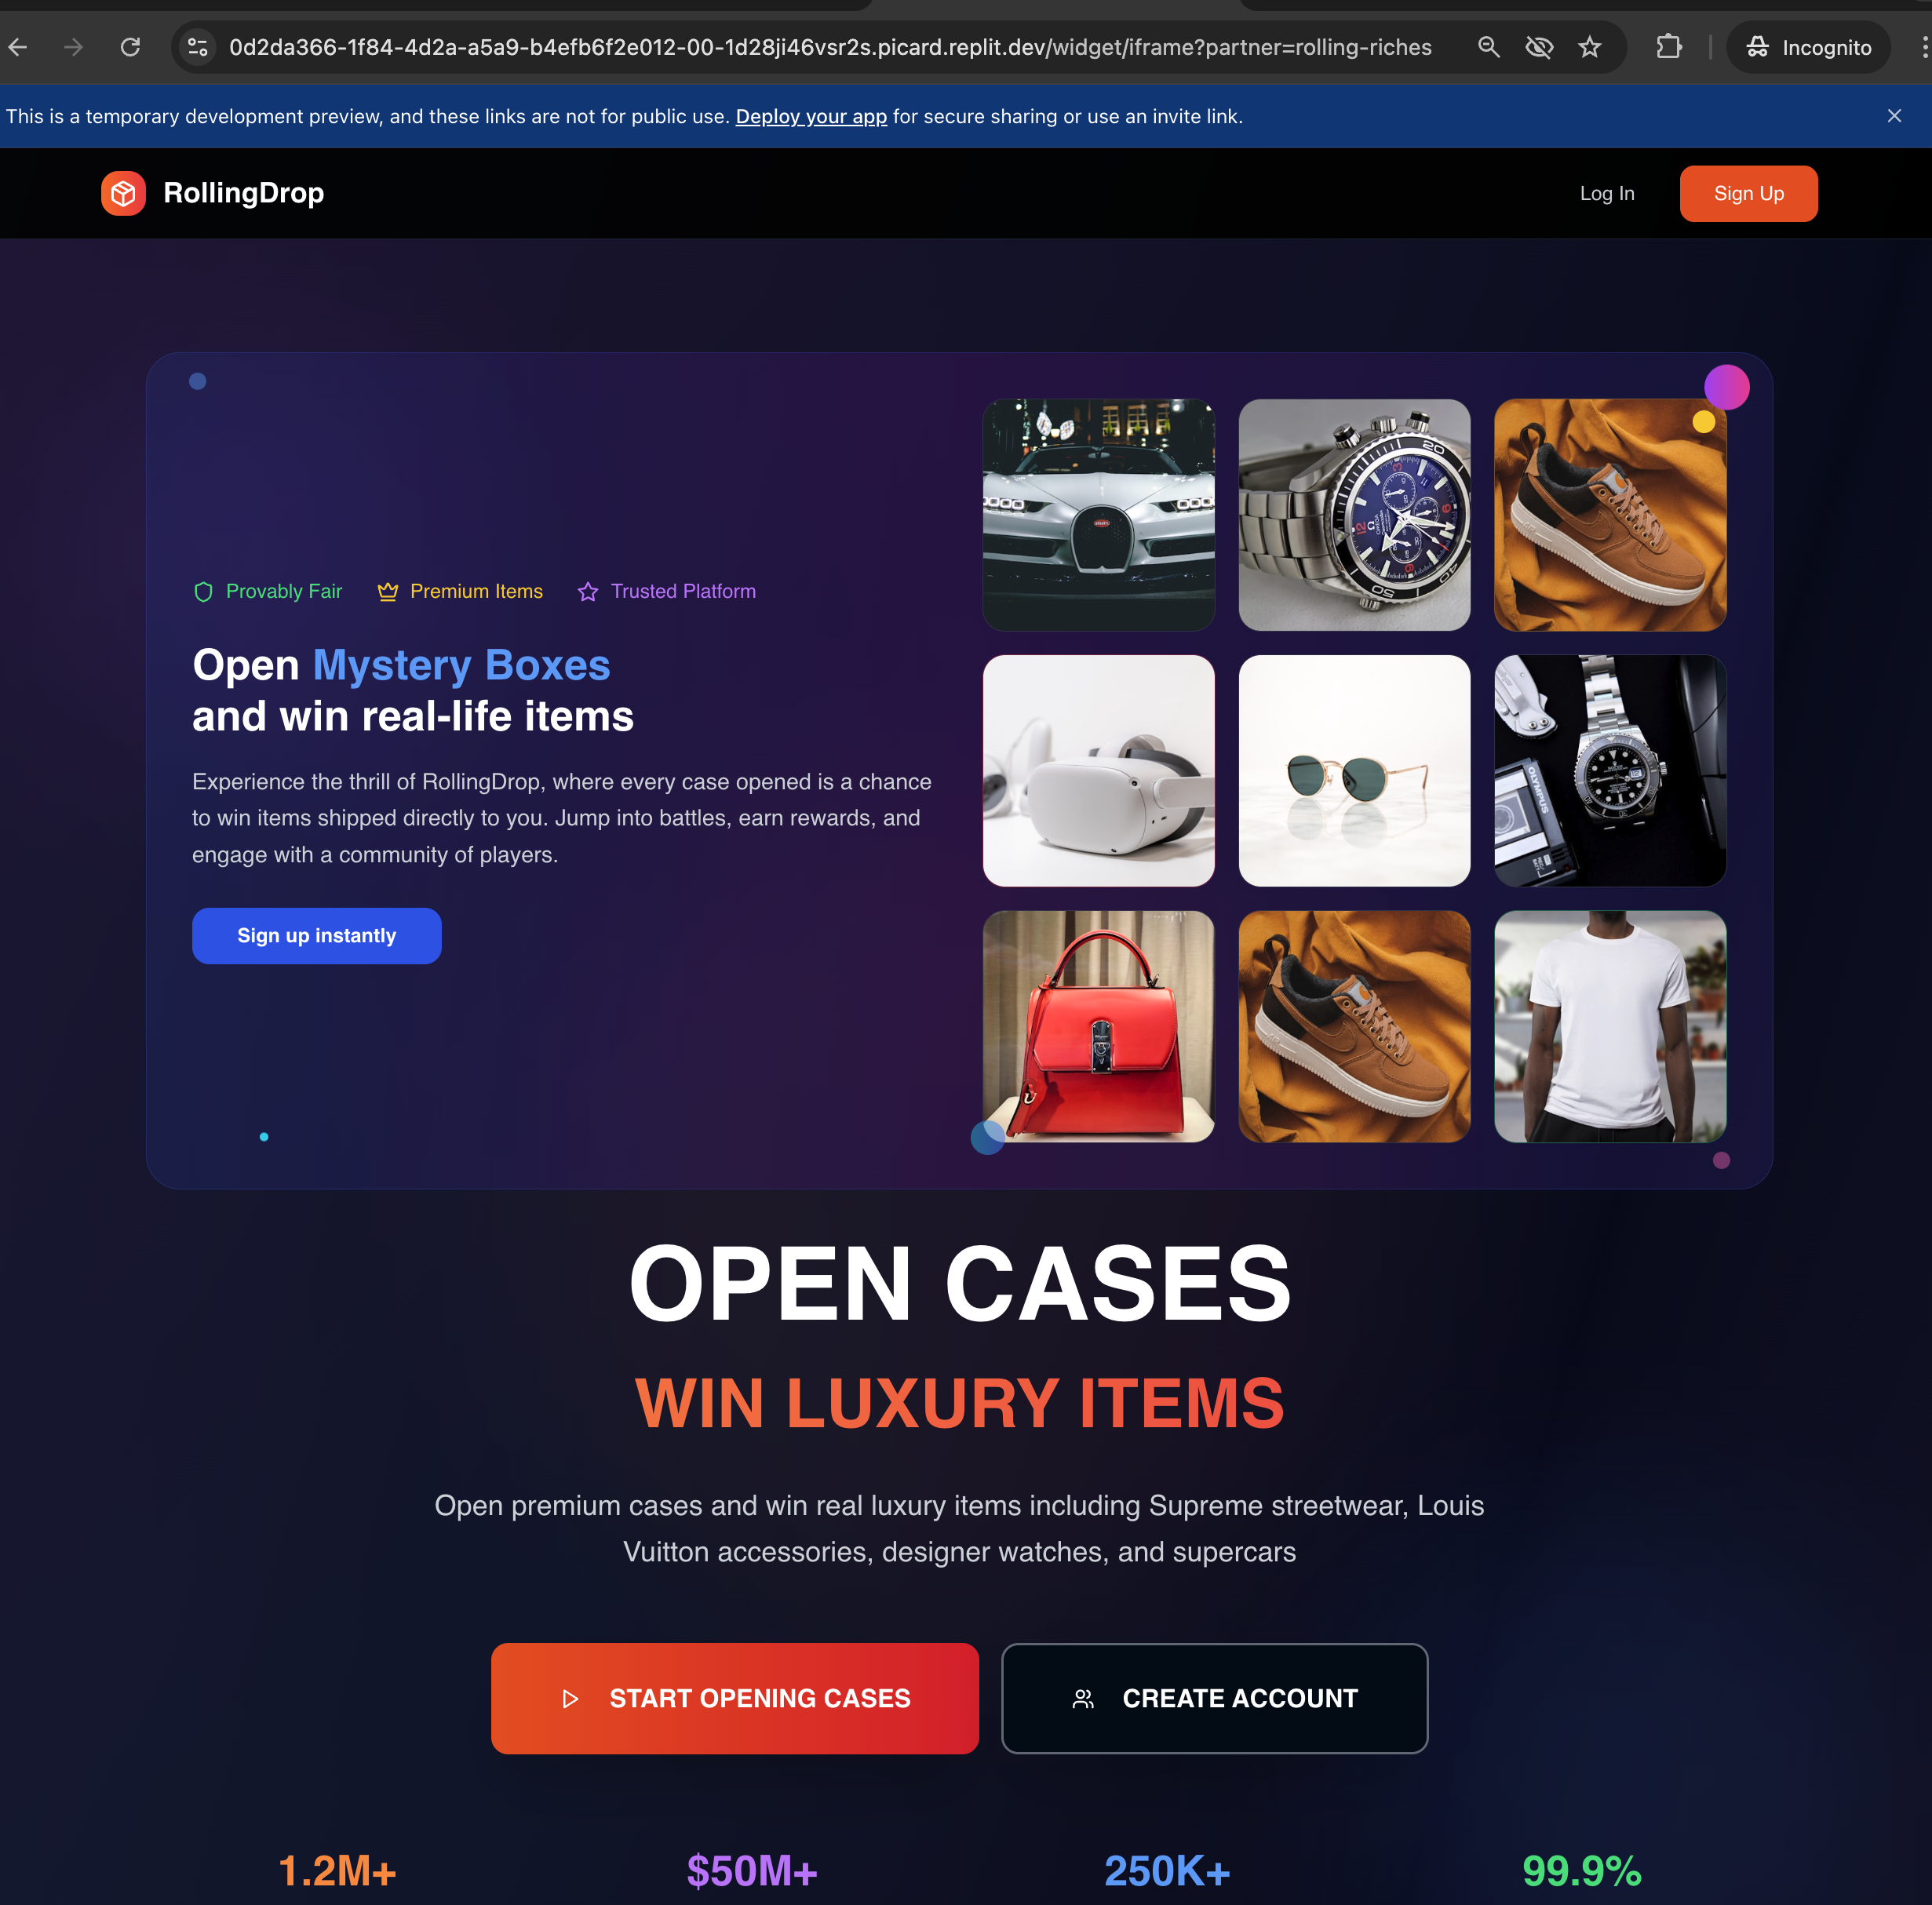 0d2da366-1f84-4d2a-a5a9-b4efb6f2e012-00-1d28ji46vsr2s.picard.replit.dev/widget/iframe?partner=rolling-riches
Incognito
This is a temporary development preview, and these links are not for public use. Deploy your app for secure sharing or use an invite link.
RollingDrop
Log In
Sign Up
Provably Fair
Premium Items
Trusted Platform
Open Mystery Boxes
and win real-life items
Experience the thrill of RollingDrop, where every case opened is a chance
to win items shipped directly to you. Jump into battles, earn rewards, and
engage with a community of players.
Sign up instantly
OLYMPUS
OPEN CASES
WIN LUXURY ITEMS
Open premium cases and win real luxury items including Supreme streetwear, Louis
Vuitton accessories, designer watches, and supercars
START OPENING CASES
CREATE ACCOUNT
1.2M+
$50M+
250K+
99.9%